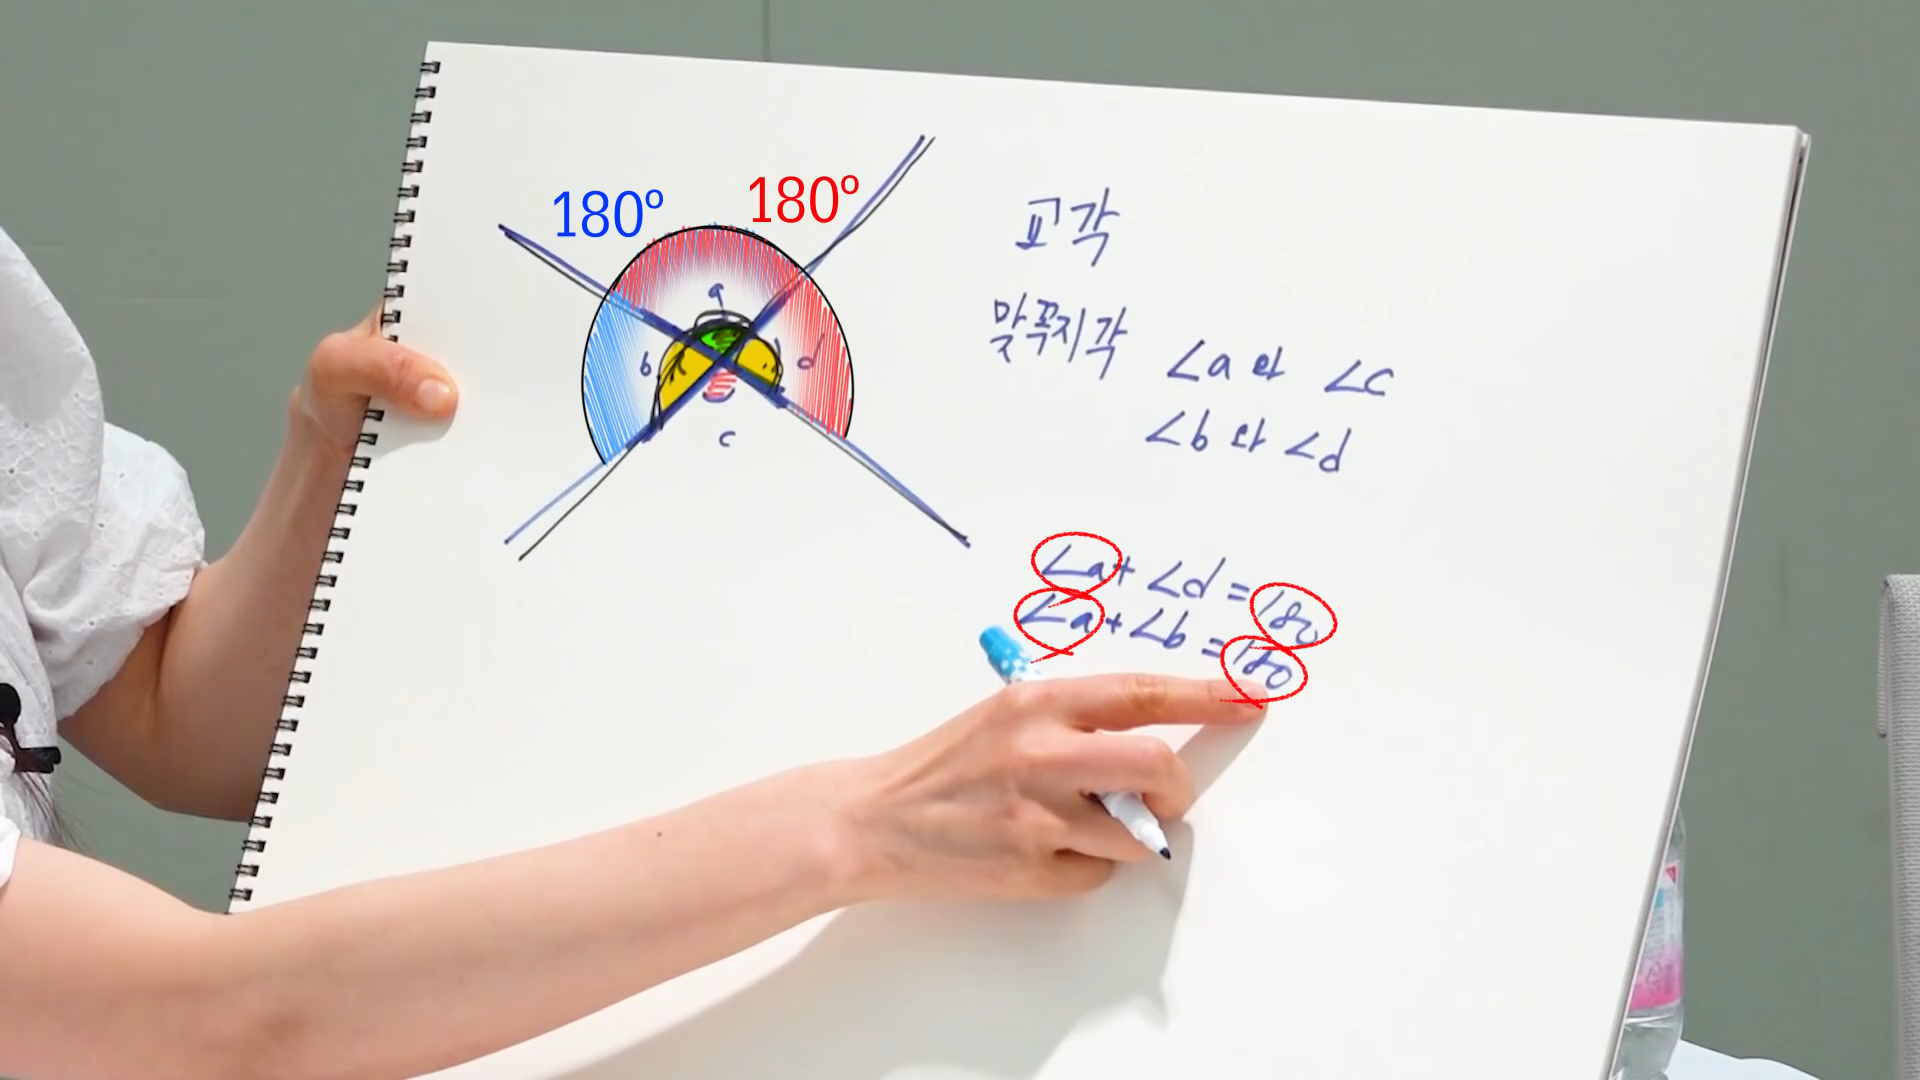 180º 180º
a
b
d
c
교각
맞꼭지각
∠a 와 ∠c
∠b 와 ∠d
∠a + ∠d = 180
∠a + ∠b = 180